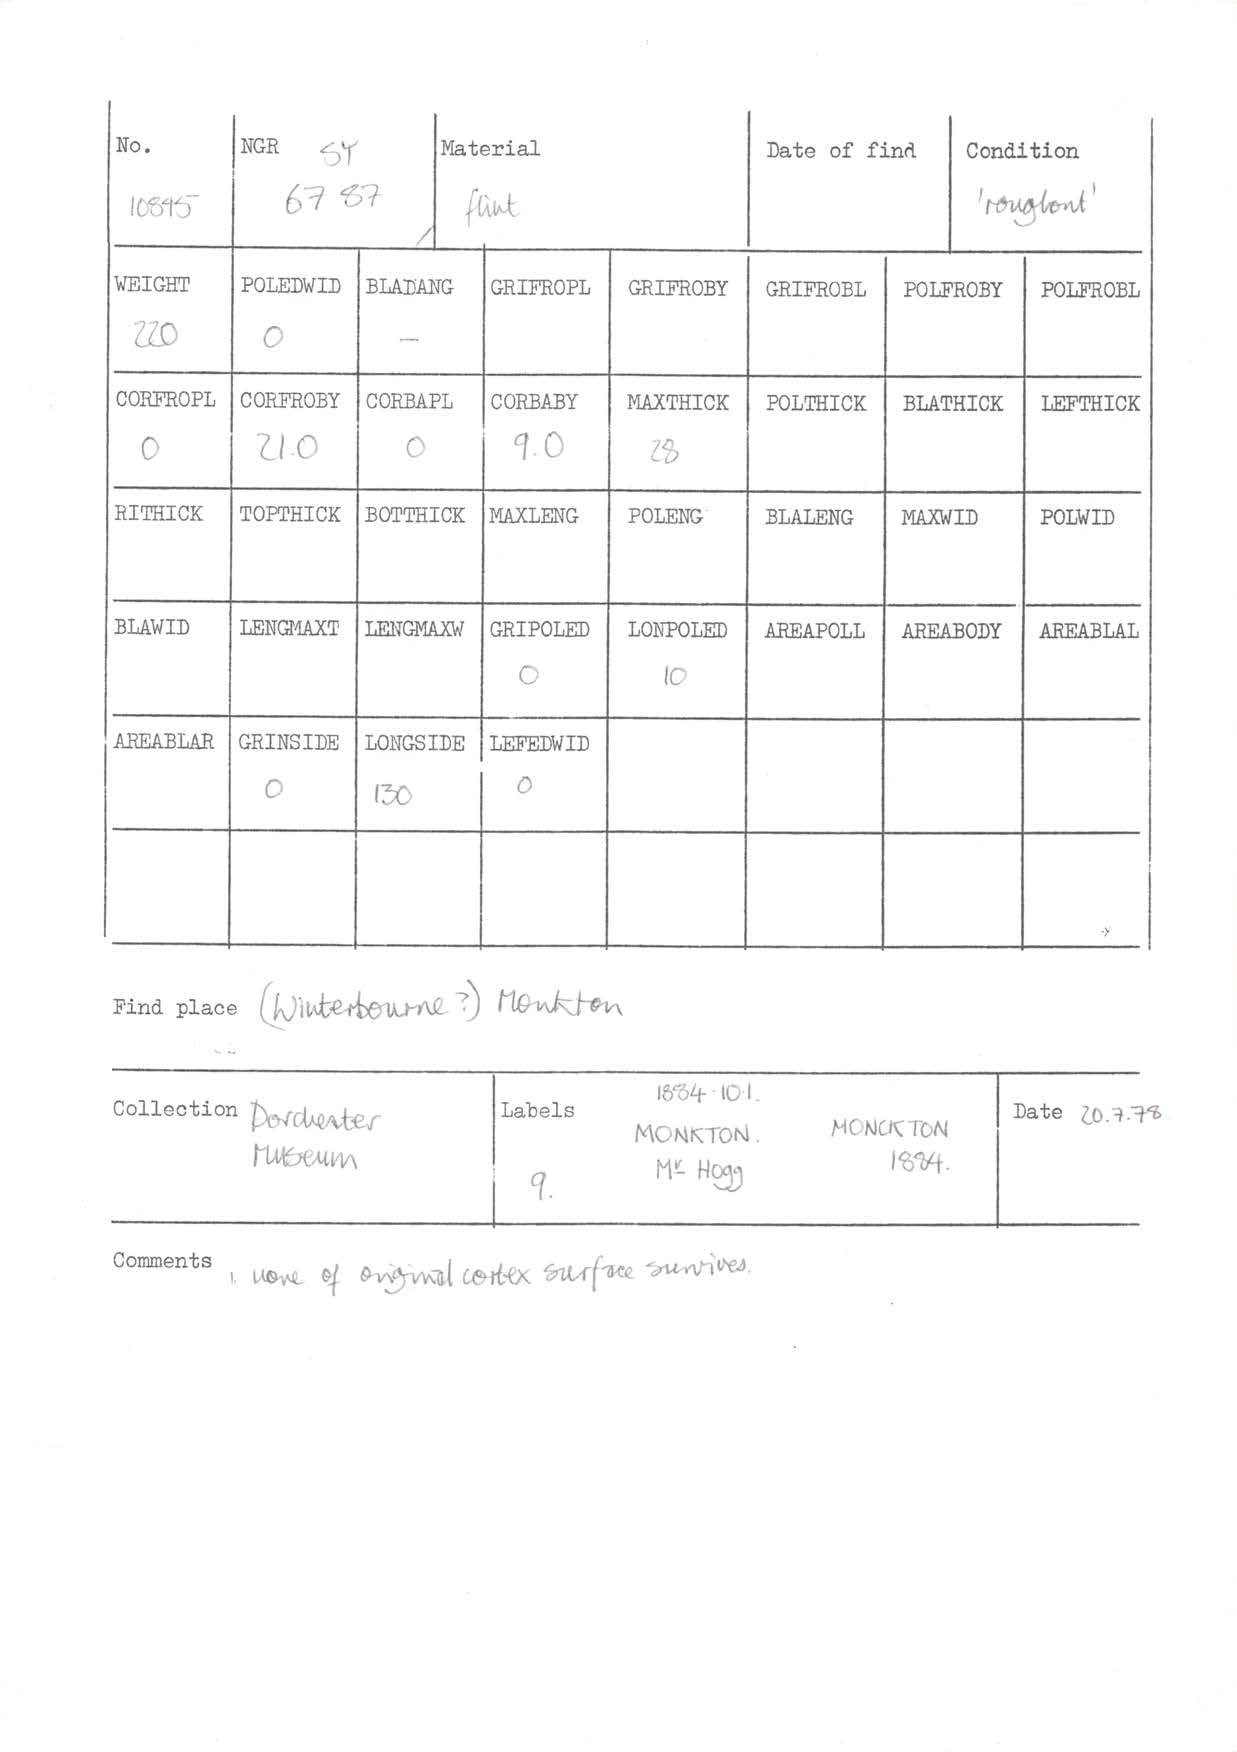 No. NGR SY Material Date of find Condition
10845 67 87 flint 'roughout'
WEIGHT POLEDWID BLADANG GRIFROPL GRIFROBY GRIFROBL POLFROBY POLFROBL
220 0 —
CORFROPL CORFROBY CORBAPL CORBABY MAXTHICK POLTHICK BLATHICK LEFTHICK
0 21.0 0 9.0 28
RITHICK TOPTHICK BOTTHICK MAXLENG POLENG BLALENG MAXWID POLWID
BLAWID LENGMAXT LENGMAXW GRIPOLED LONPOLED AREAPOLL AREABODY AREABLAL
0 10
AREABLAR GRINSIDE LONGSIDE LEFEDWID
0 130 0
Find place (Winterbourne?) Monkton
Collection Dorchester Museum
Labels 1884.10.1.
MONKTON.
Mr Hogg
9.
MONCKTON
1884.
Date 20.7.78
Comments 1, none of original cortex surface survives.